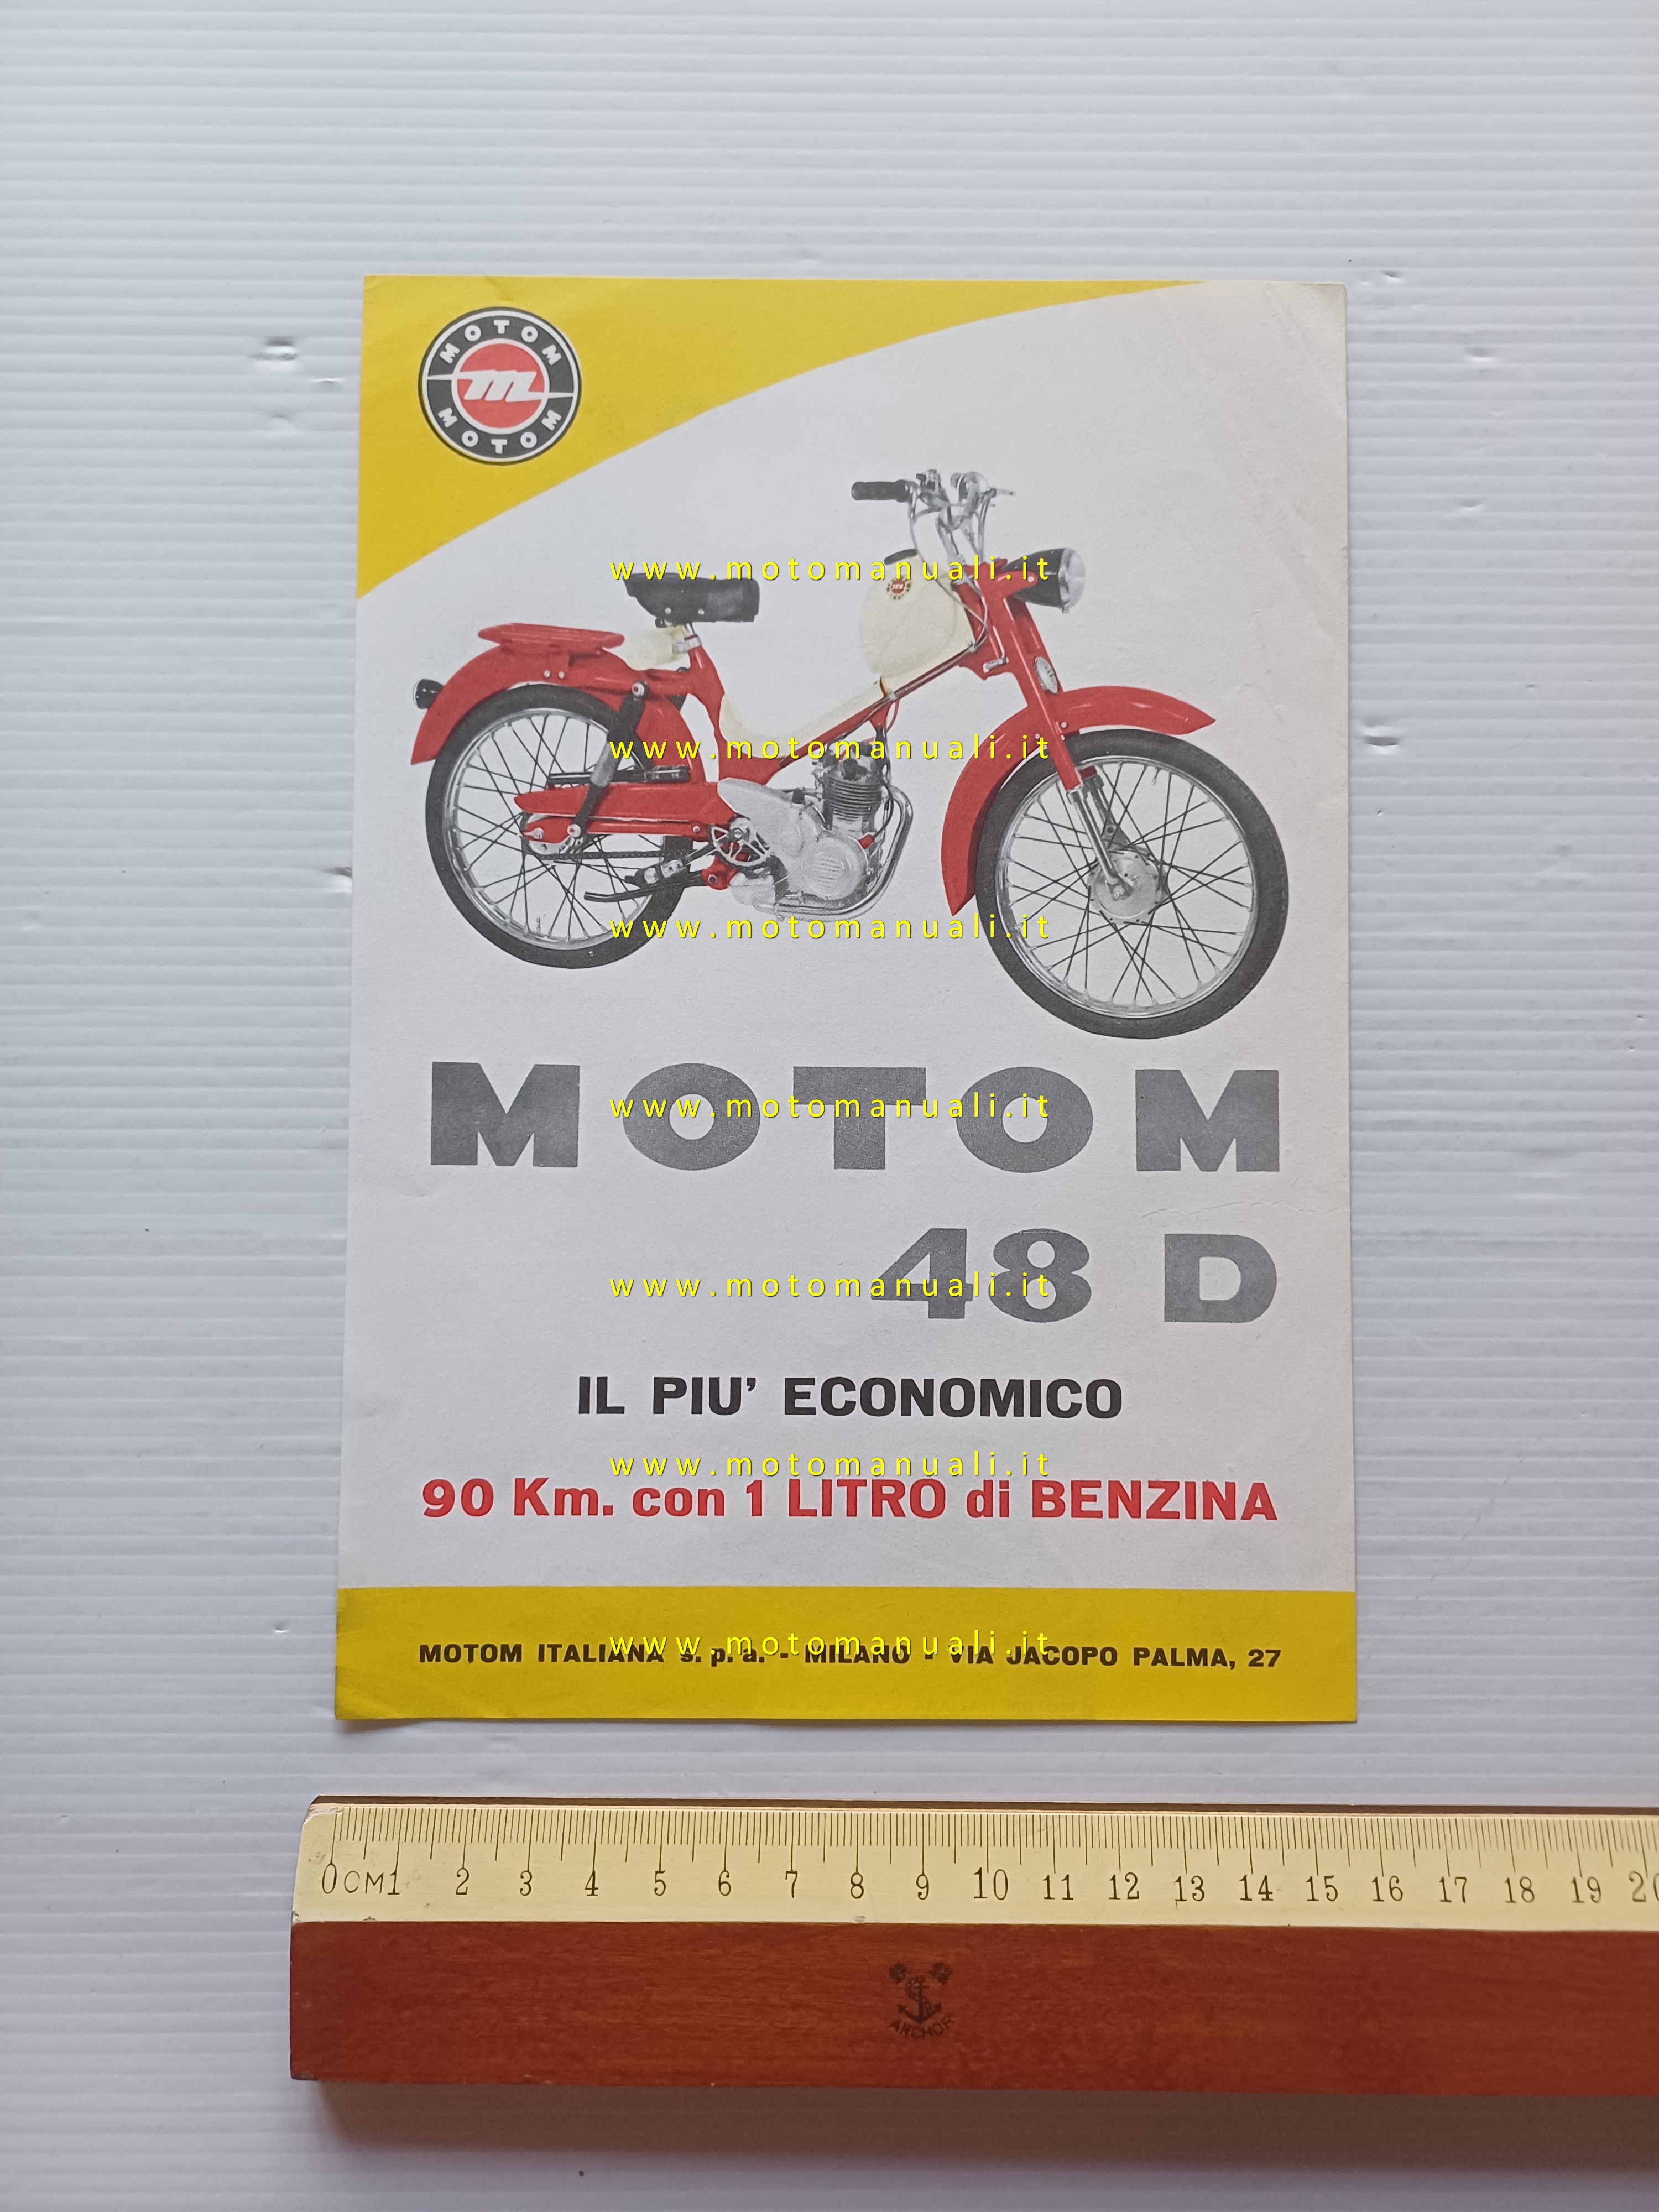 MOTOM
m
MOTOM
www.motomanuali.it
www.motomanuali.it
www.motomanuali.it
MOTOM
www.motomanuali.it
48 D
www.motomanuali.it
IL PIU' ECONOMICO
www.motomanuali.it
90 Km. con 1 LITRO di BENZINA
www.motomanuali.it
MOTOM ITALIANA s. p. a. - MILANO - VIA JACOPO PALMA, 27
0 CM 1 2 3 4 5 6 7 8 9 10 11 12 13 14 15 16 17 18 19 20
ANCHOR